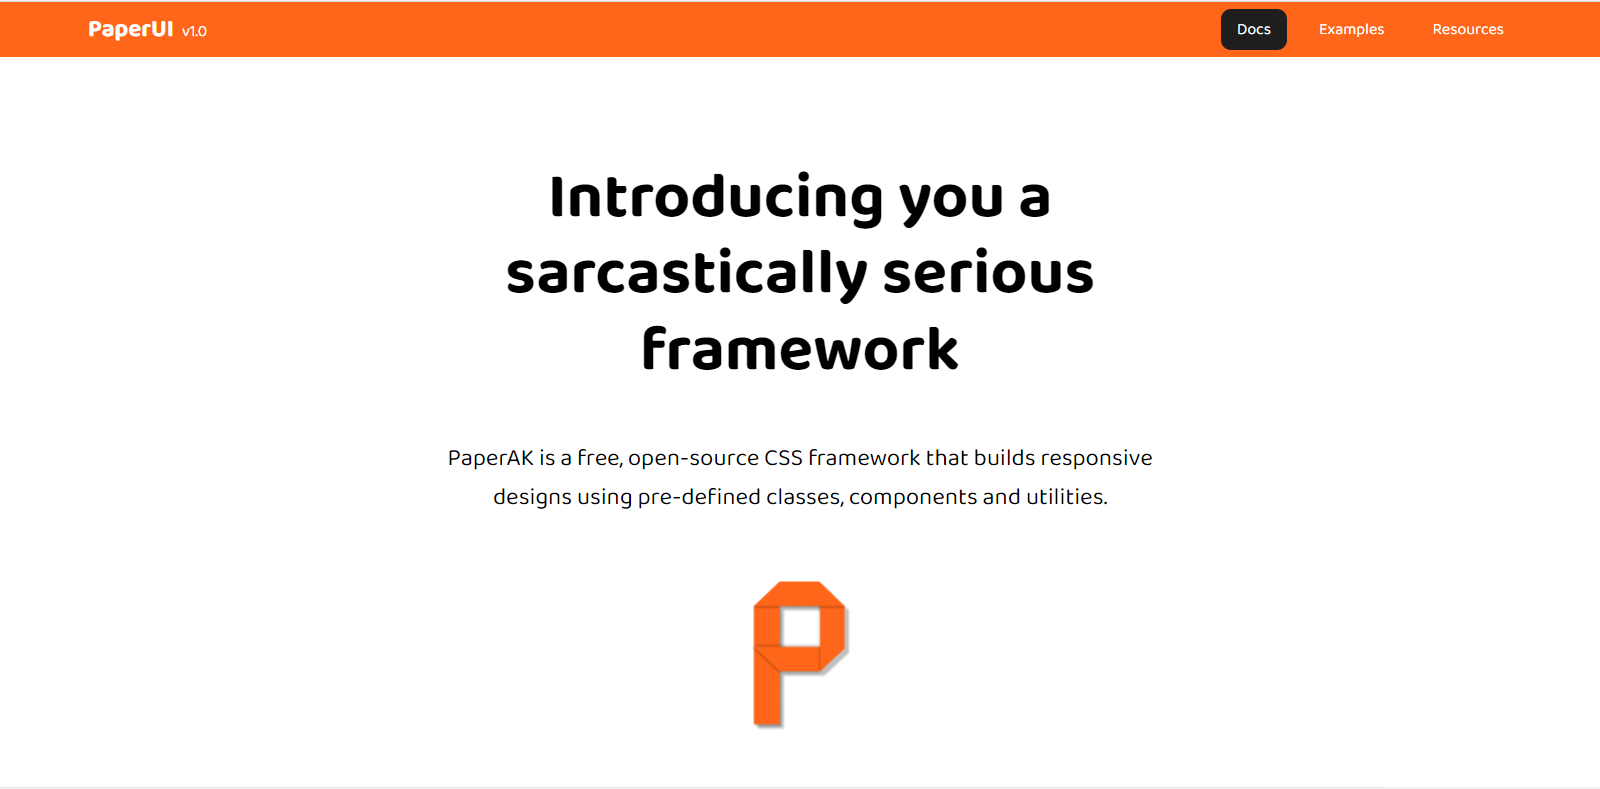 PaperUI v1.0
Docs
Examples
Resources
Introducing you a
sarcastically serious
framework
PaperAK is a free, open-source CSS framework that builds responsive
designs using pre-defined classes, components and utilities.
P